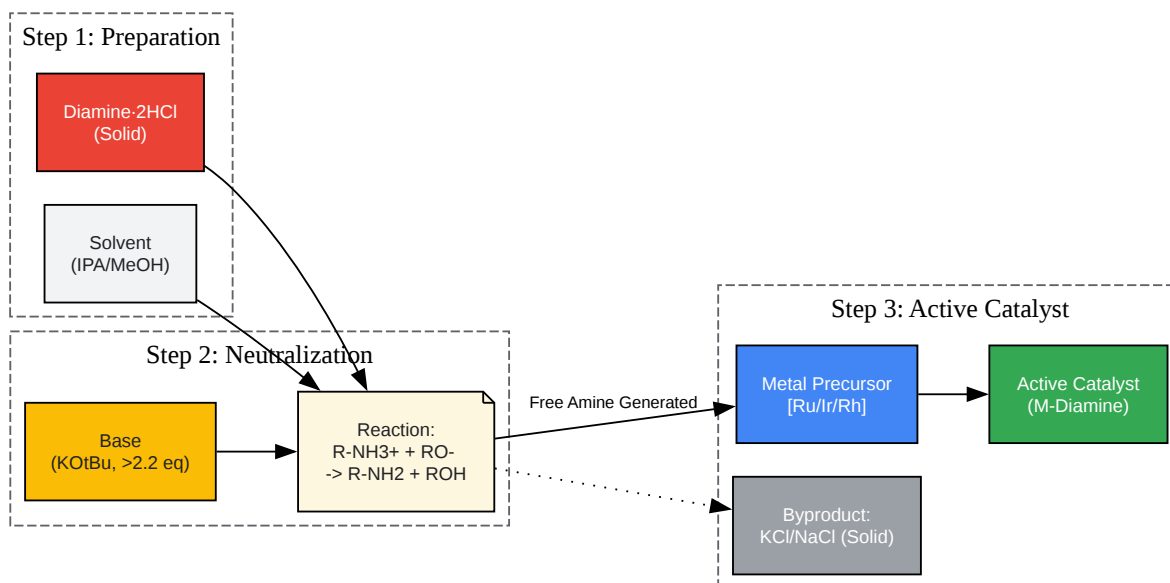 Step 1: Preparation
Diamine·2HCl
(Solid)
Solvent
(IPA/MeOH)
Step 2: Neutralization
Base
(KOtBu, >2.2 eq)
Reaction:
R-NH3+ + RO-
-> R-NH2 + ROH
Free Amine Generated
Step 3: Active Catalyst
Metal Precursor
[Ru/Ir/Rh]
Active Catalyst
(M-Diamine)
Byproduct:
KCl/NaCl (Solid)